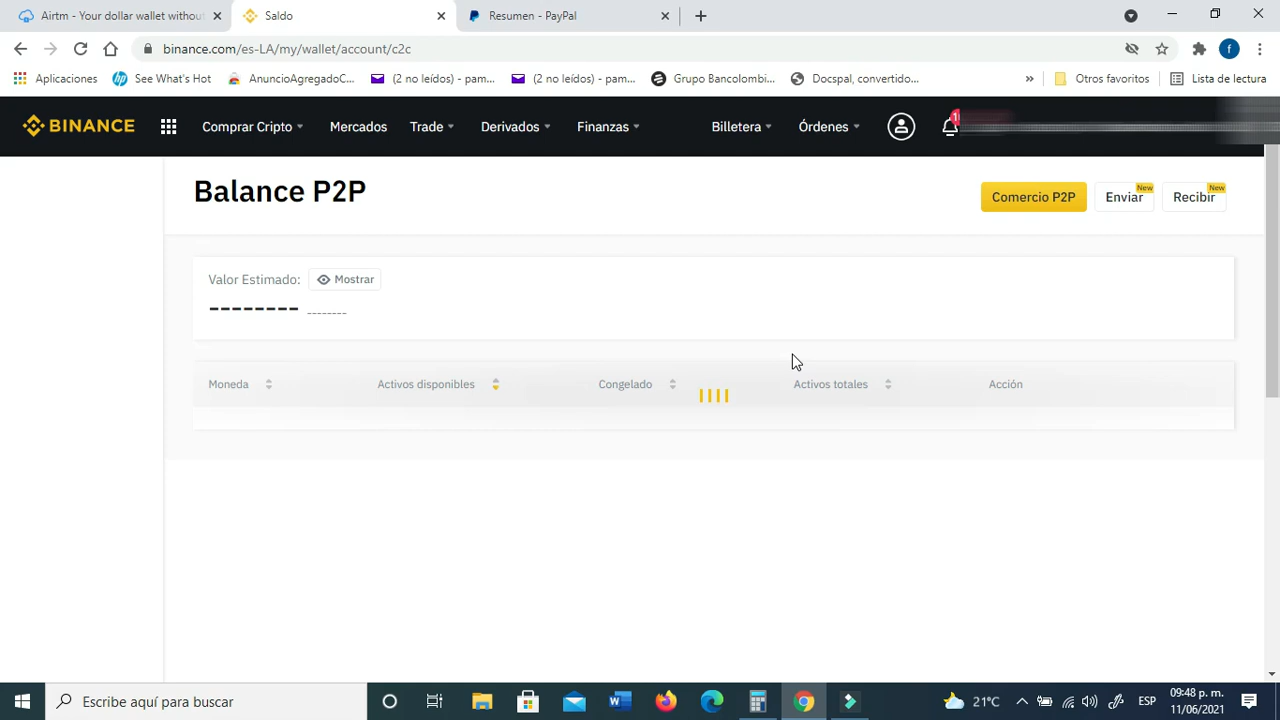 Airtm - Your dollar wallet without
Saldo
Resumen - PayPal
binance.com/es-LA/my/wallet/account/c2c
f
Aplicaciones
See What's Hot
AnuncioAgregadoC...
(2 no leídos) - pam...
(2 no leídos) - pam...
Grupo Bancolombi...
Docspal, convertido...
»
Otros favoritos
Lista de lectura
BINANCE
Comprar Cripto
Mercados
Trade
Derivados
Finanzas
Billetera
Órdenes
Balance P2P
Comercio P2P
Enviar
New
Recibir
New
Valor Estimado:
Mostrar
-------- --------
Moneda
Activos disponibles
Congelado
Activos totales
Acción
Escribe aquí para buscar
21°C
ESP
09:48 p. m.
11/06/2021